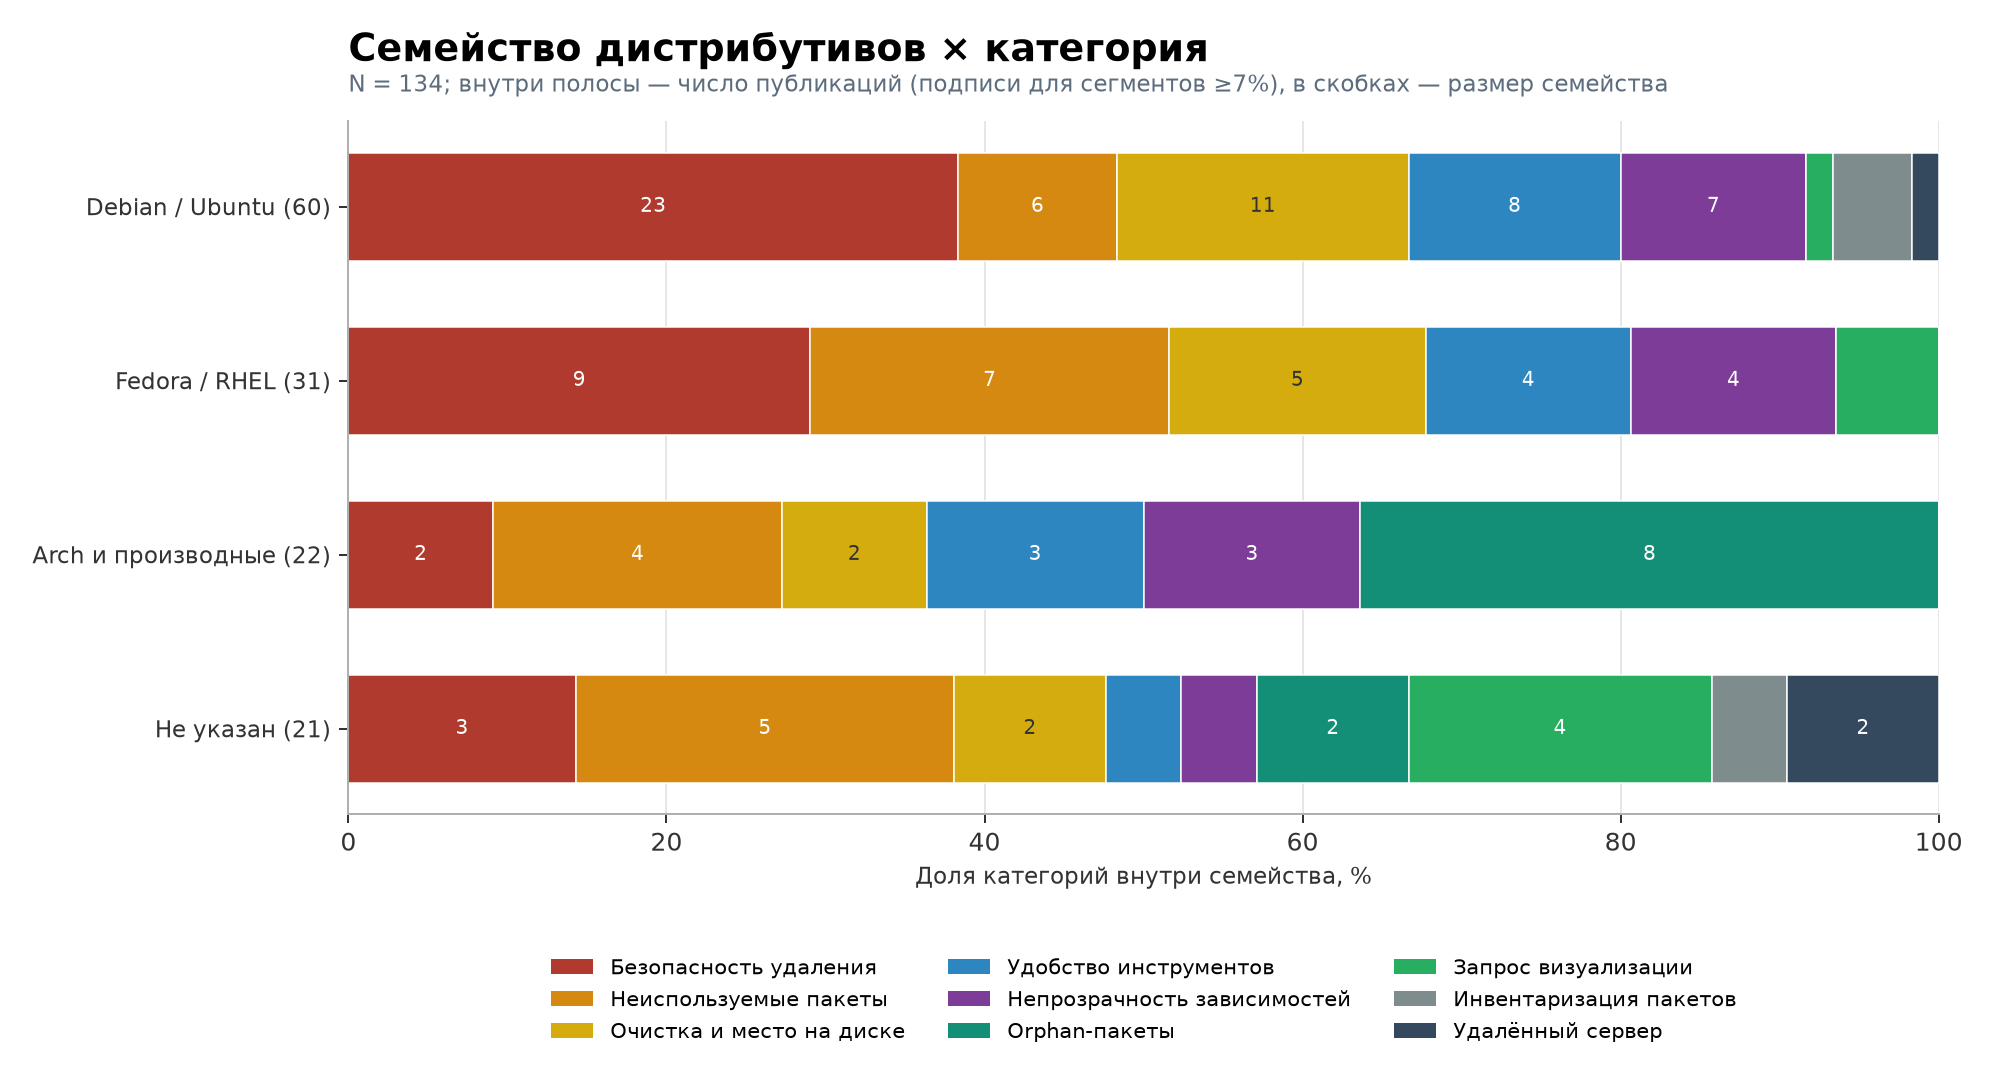 Семейство дистрибутивов × категория
N = 134; внутри полосы — число публикаций (подписи для сегментов ≥7%), в скобках — размер семейства
Debian / Ubuntu (60)
23 6 11 8 7
Fedora / RHEL (31)
9 7 5 4 4
Arch и производные (22)
2 4 2 3 3 8
Не указан (21)
3 5 2 2 4 2
0 20 40 60 80 100
Доля категорий внутри семейства, %
Безопасность удаления
Неиспользуемые пакеты
Очистка и место на диске
Удобство инструментов
Непрозрачность зависимостей
Orphan-пакеты
Запрос визуализации
Инвентаризация пакетов
Удалённый сервер